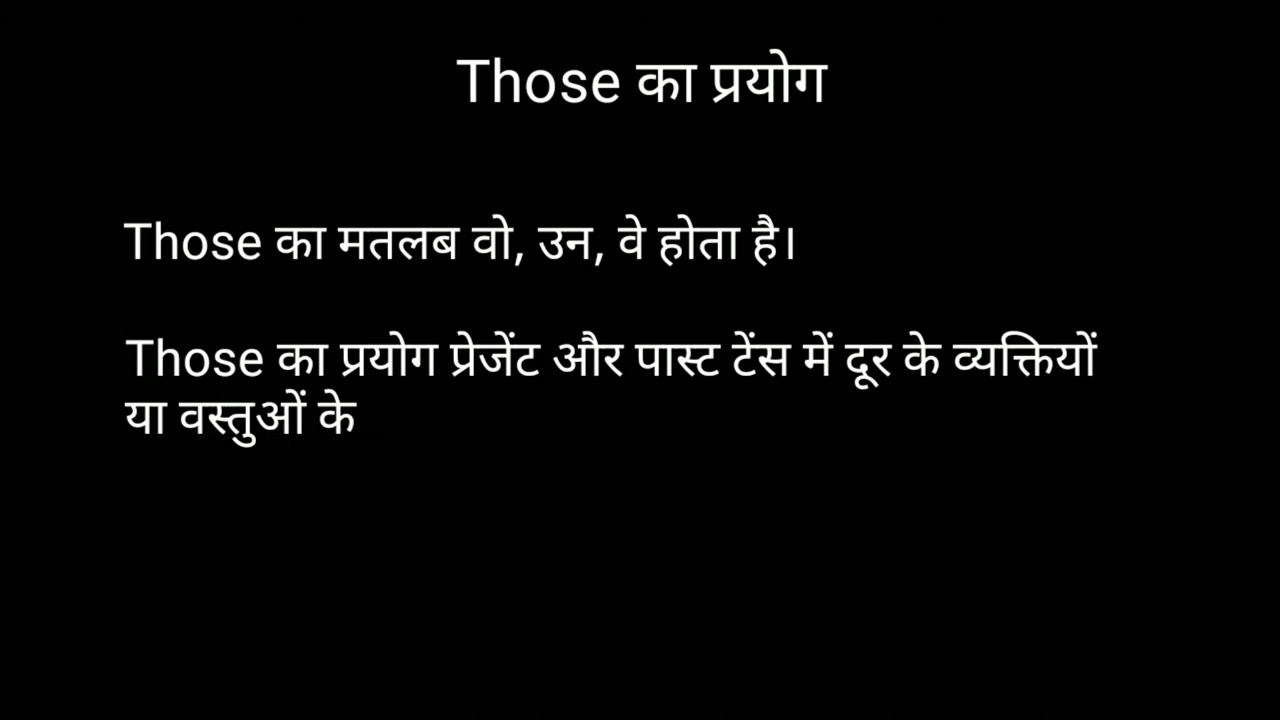 Those का प्रयोग
Those का मतलब वो, उन, वे होता है।
Those का प्रयोग प्रेजेंट और पास्ट टेंस में दूर के व्यक्तियों
या वस्तुओं के